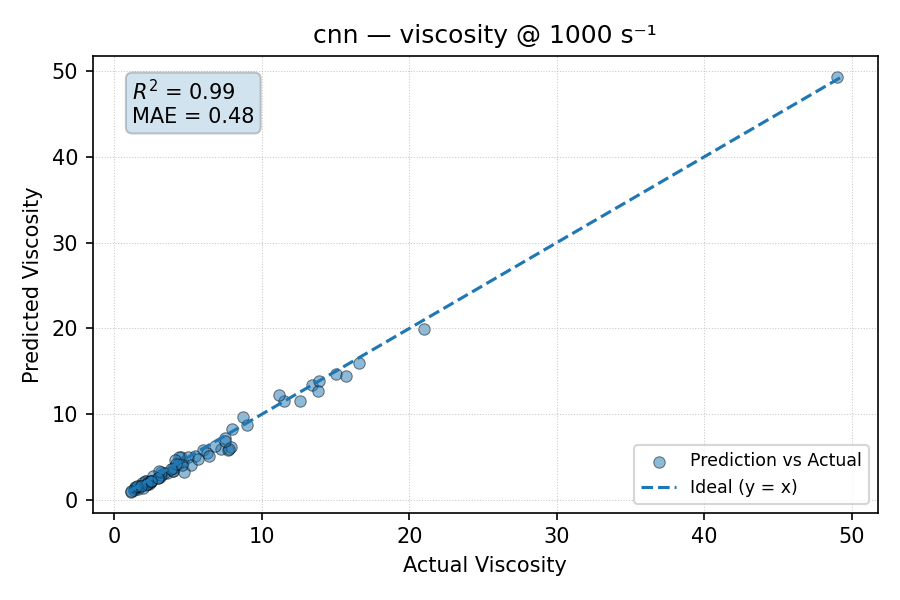 cnn — viscosity @ 1000 s⁻¹
R² = 0.99
MAE = 0.48
Predicted Viscosity
50
40
30
20
10
0
Prediction vs Actual
Ideal (y = x)
0 10 20 30 40 50
Actual Viscosity